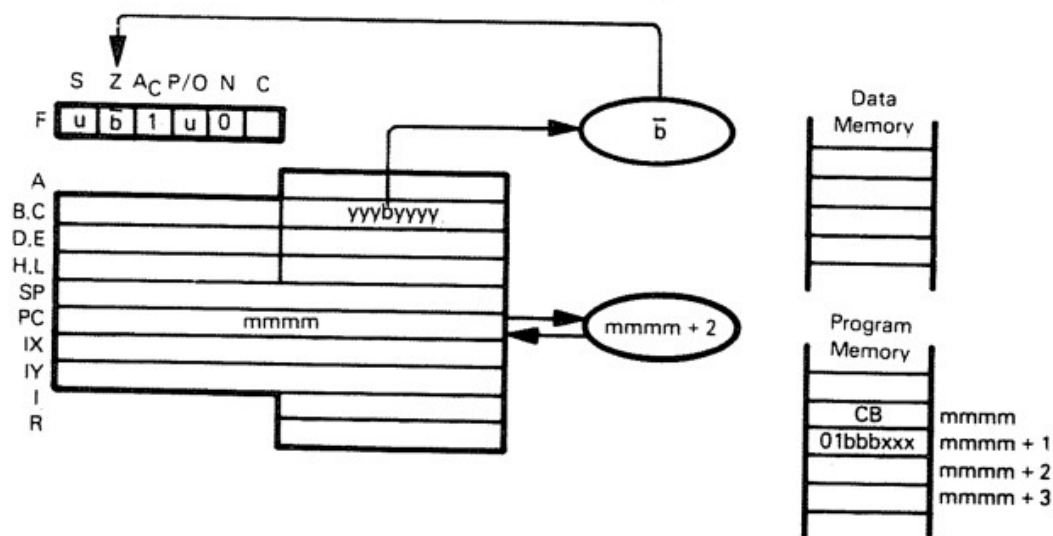 S Z AC P/O N C
F u b̅ 1 u 0
b̅
A
B,C yyybyyyy
D,E
H,L
SP
PC mmmm
mmmm + 2
IX
IY
I
R
Data
Memory
Program
Memory
CB mmmm
01bbbxxx mmmm + 1
mmmm + 2
mmmm + 3